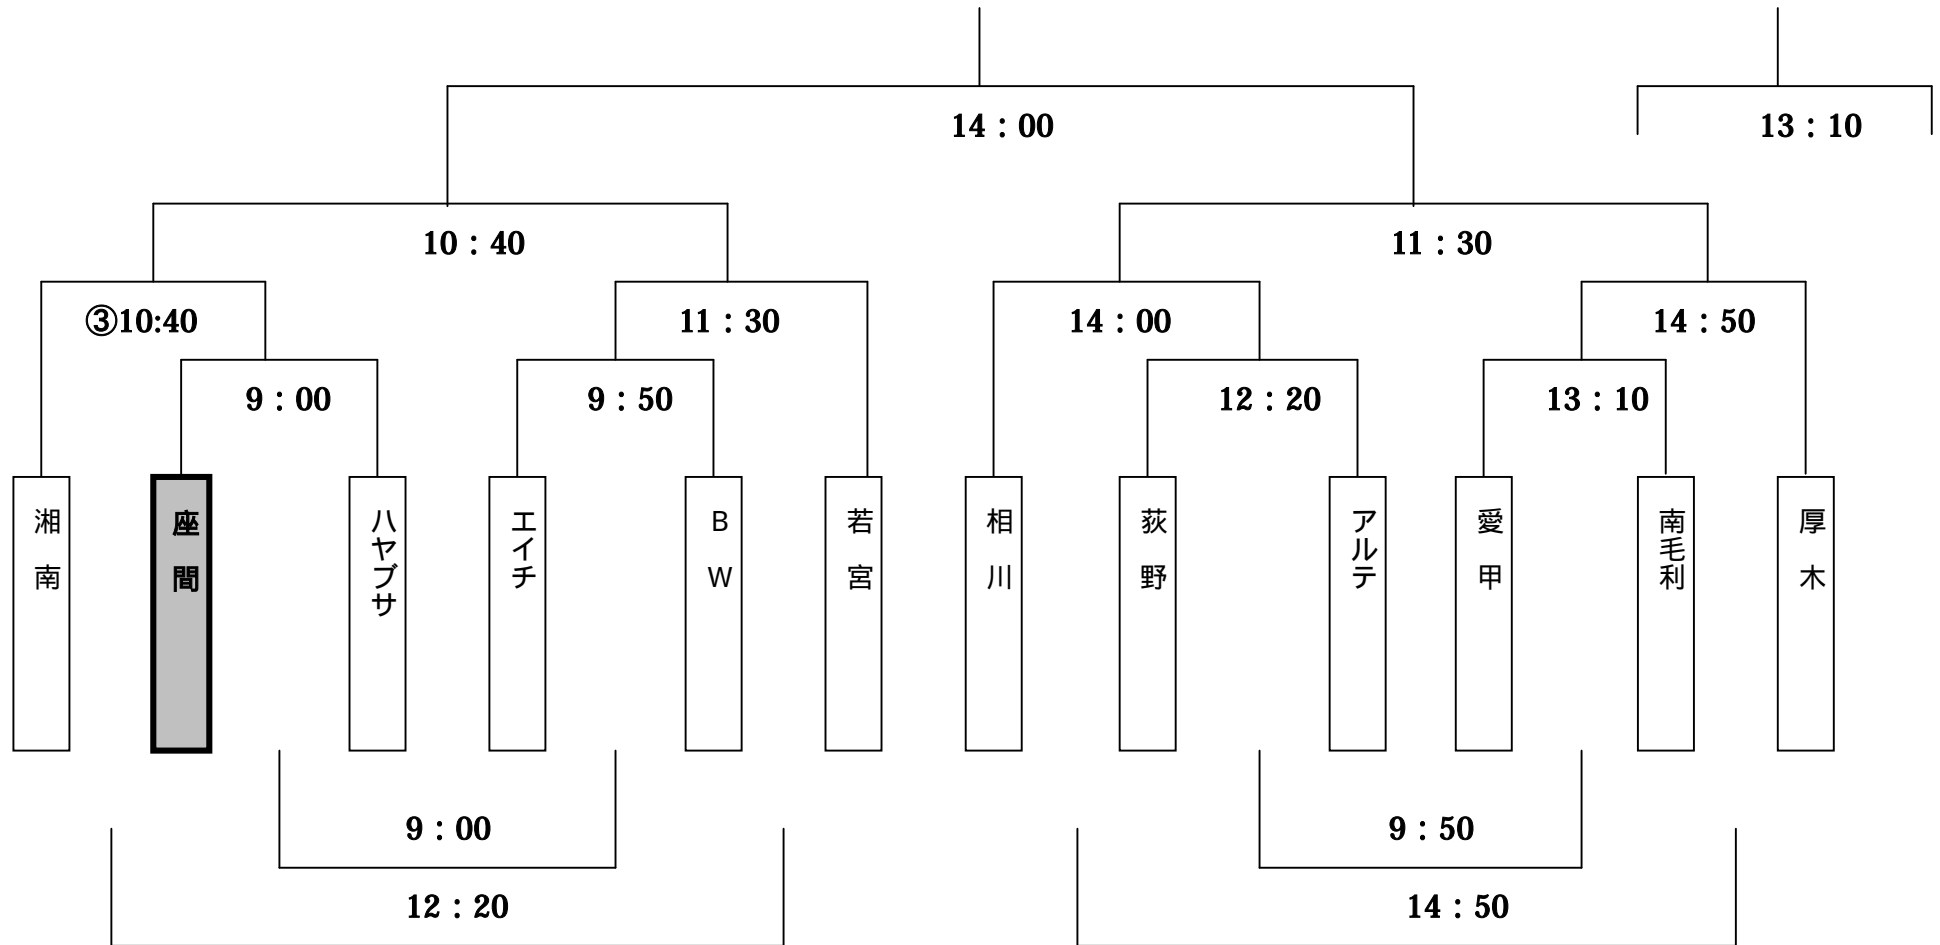 14：00
13：10
10：40
11：30
③10:40
11：30
14：00
14：50
9：00
9：50
12：20
13：10
湘南
座間
ハヤブサ
エイチ
BW
若宮
相川
荻野
アルテ
愛甲
南毛利
厚木
9：00
9：50
12：20
14：50